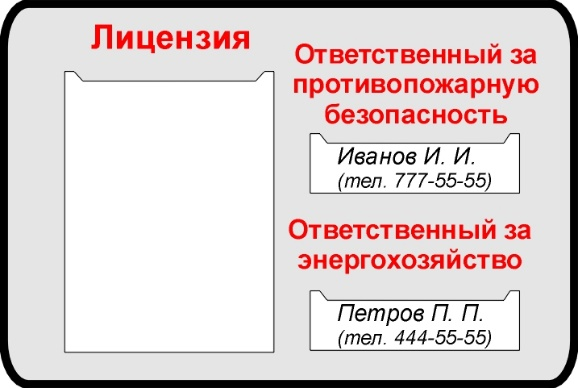 Лицензия
Ответственный за
противопожарную
безопасность
Иванов И. И.
(тел. 777-55-55)
Ответственный за
энергохозяйство
Петров П. П.
(тел. 444-55-55)